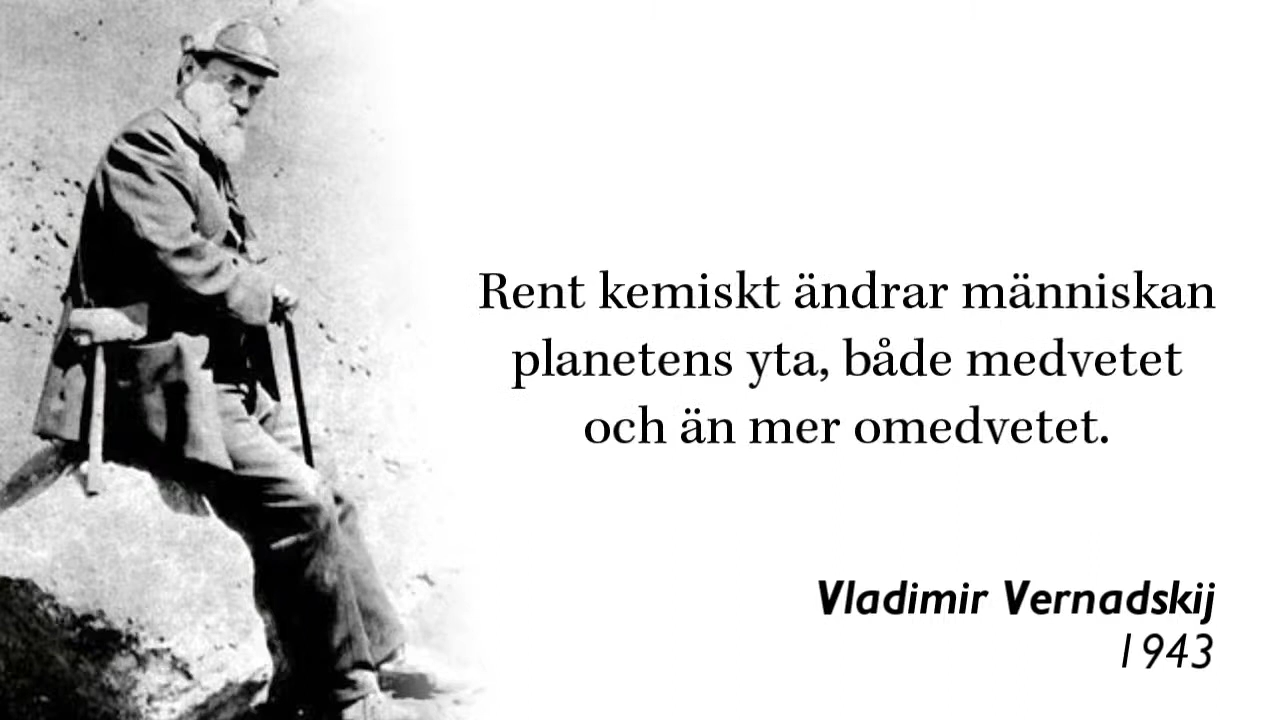 Rent kemiskt ändrar människan
planetens yta, både medvetet
och än mer omedvetet.
Vladimir Vernadskij
1943